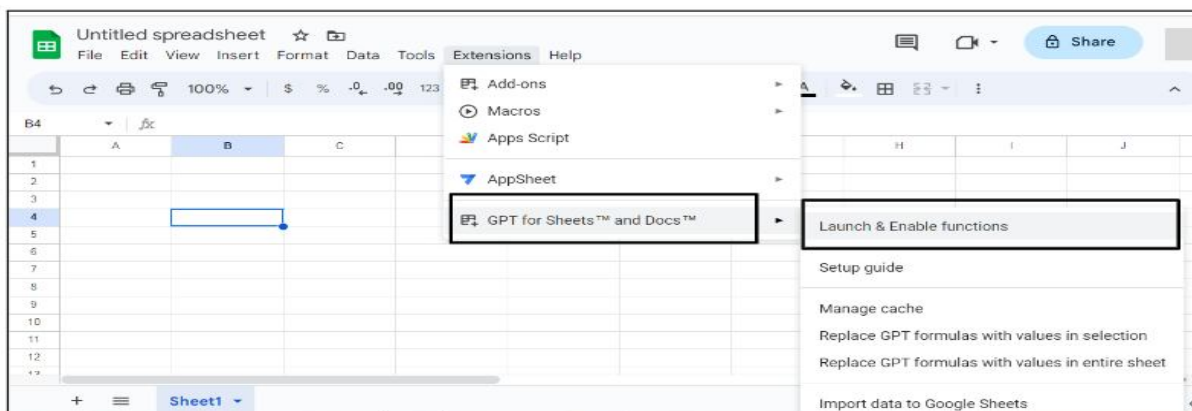 Untitled spreadsheet
File Edit View Insert Format Data Tools Extensions Help
Share
100% $ % .0 .00 123 A
Add-ons
Macros
Apps Script
AppSheet
GPT for Sheets™ and Docs™
Launch & Enable functions
Setup guide
Manage cache
Replace GPT formulas with values in selection
Replace GPT formulas with values in entire sheet
Import data to Google Sheets
B4 fx
A B C H I J
1
2
3
4
5
6
7
8
9
10
11
12
13
+ Sheet1